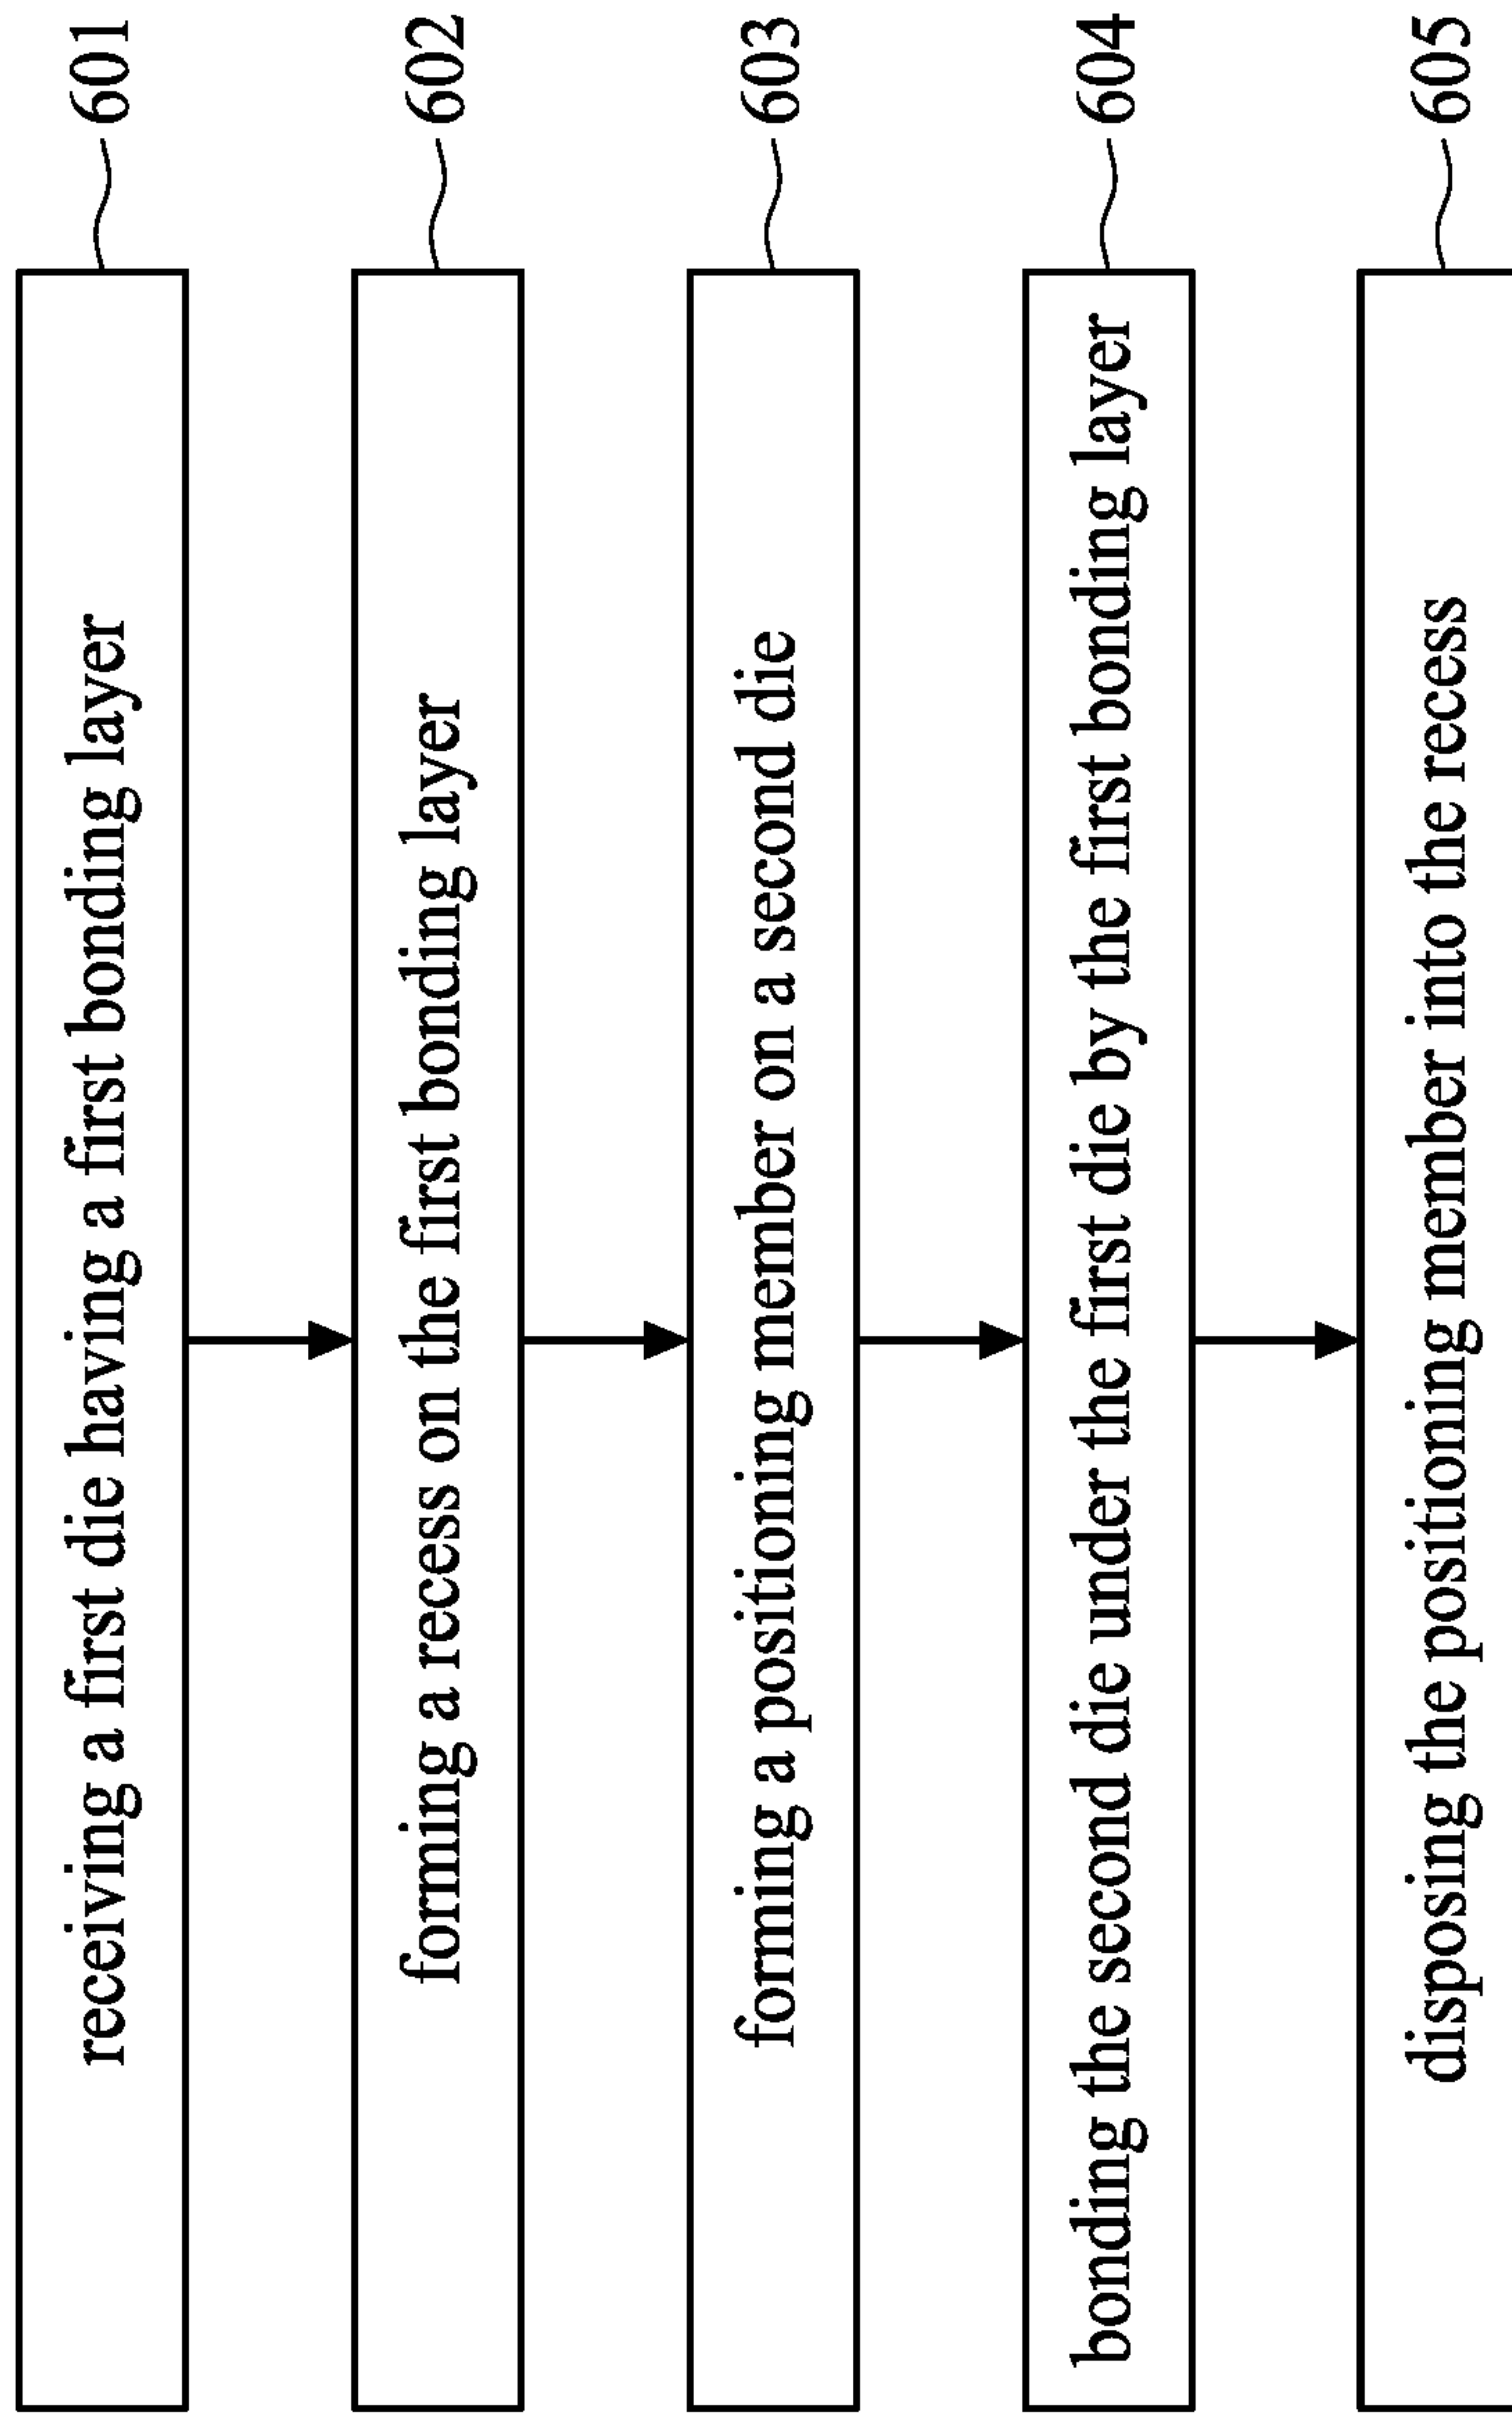 receiving a first die having a first bonding layer 601
forming a recess on the first bonding layer 602
forming a positioning member on a second die 603
bonding the second die under the first die by the first bonding layer 604
disposing the positioning member into the recess 605